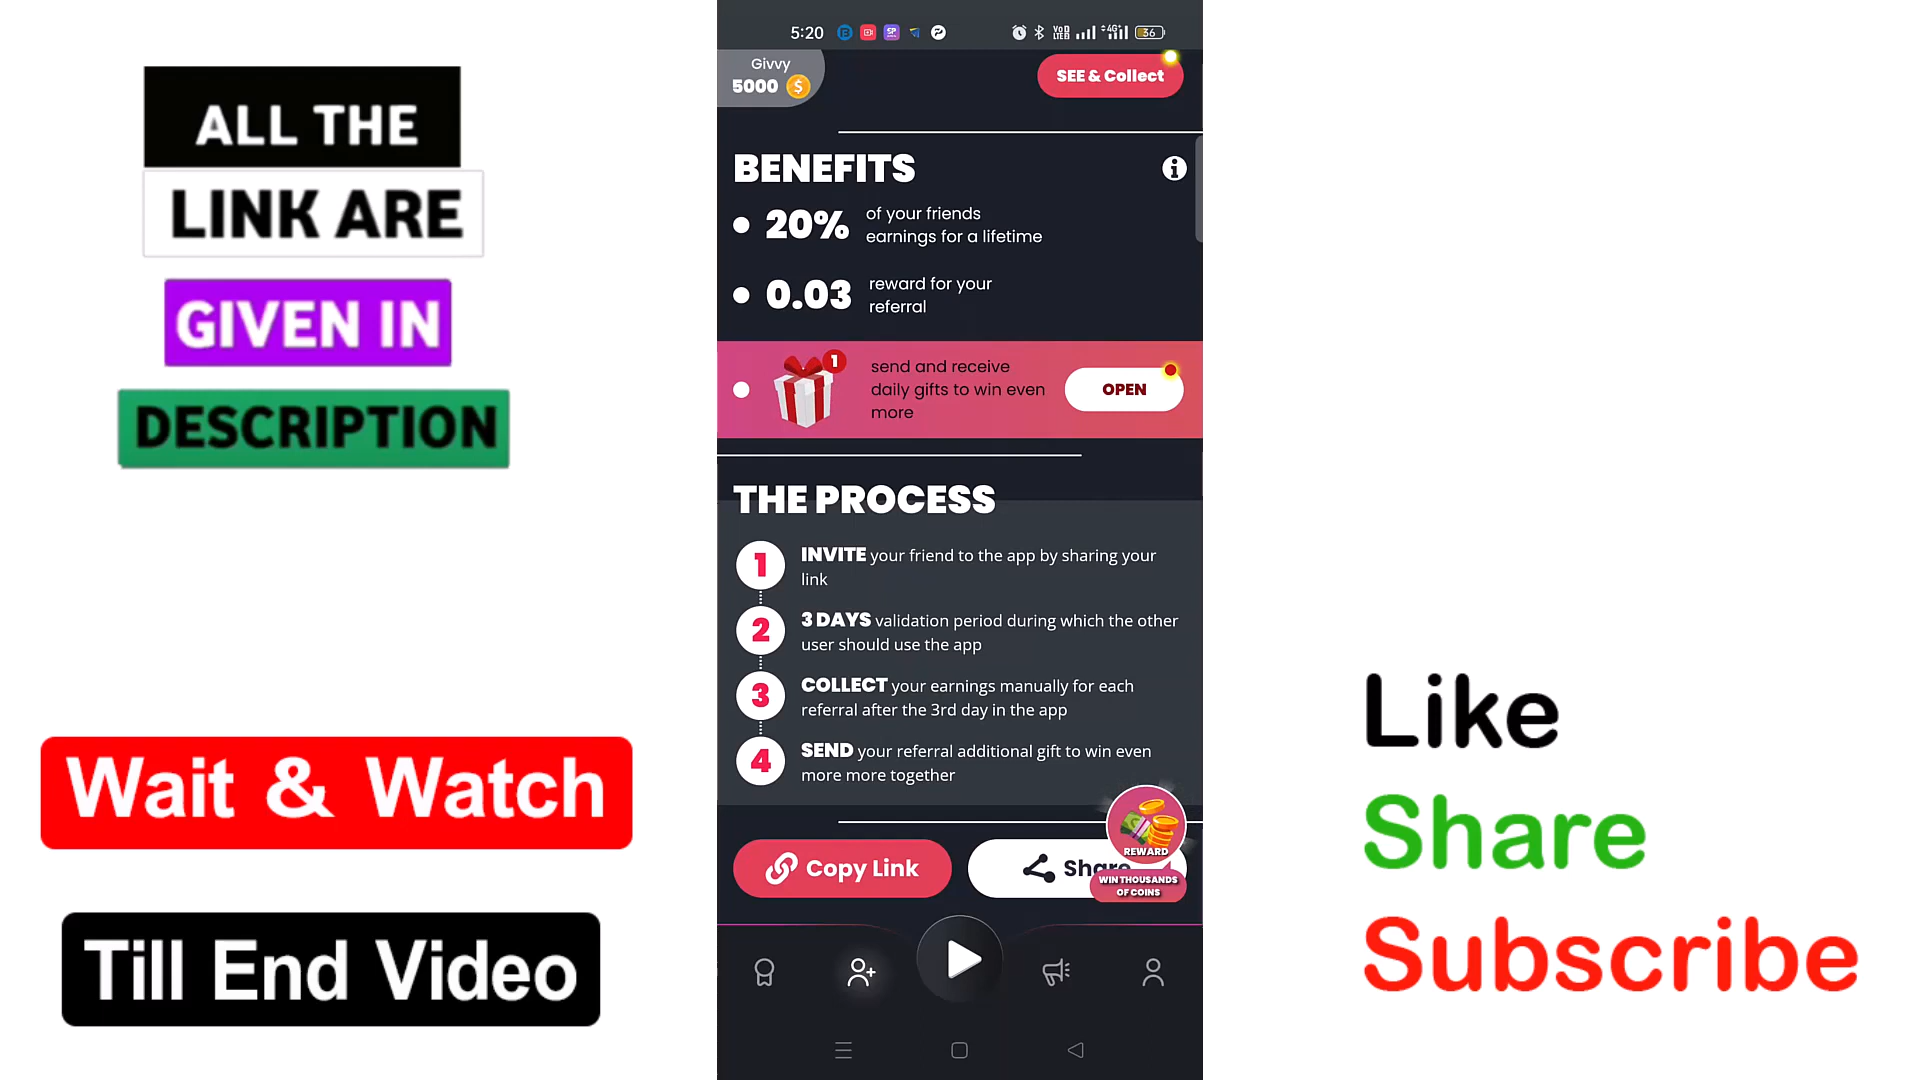 ALL THE
LINK ARE
GIVEN IN
DESCRIPTION
Wait & Watch
Till End Video
5:20
VoD LTE2
4G+
36
Givvy
5000
SEE & Collect
BENEFITS
20% of your friends
earnings for a lifetime
0.03 reward for your
referral
1
send and receive
daily gifts to win even
more
OPEN
THE PROCESS
1 INVITE your friend to the app by sharing your
link
2 3 DAYS validation period during which the other
user should use the app
3 COLLECT your earnings manually for each
referral after the 3rd day in the app
4 SEND your referral additional gift to win even
more more together
REWARD
WIN THOUSANDS
OF COINS
Copy Link
Share
Like
Share
Subscribe